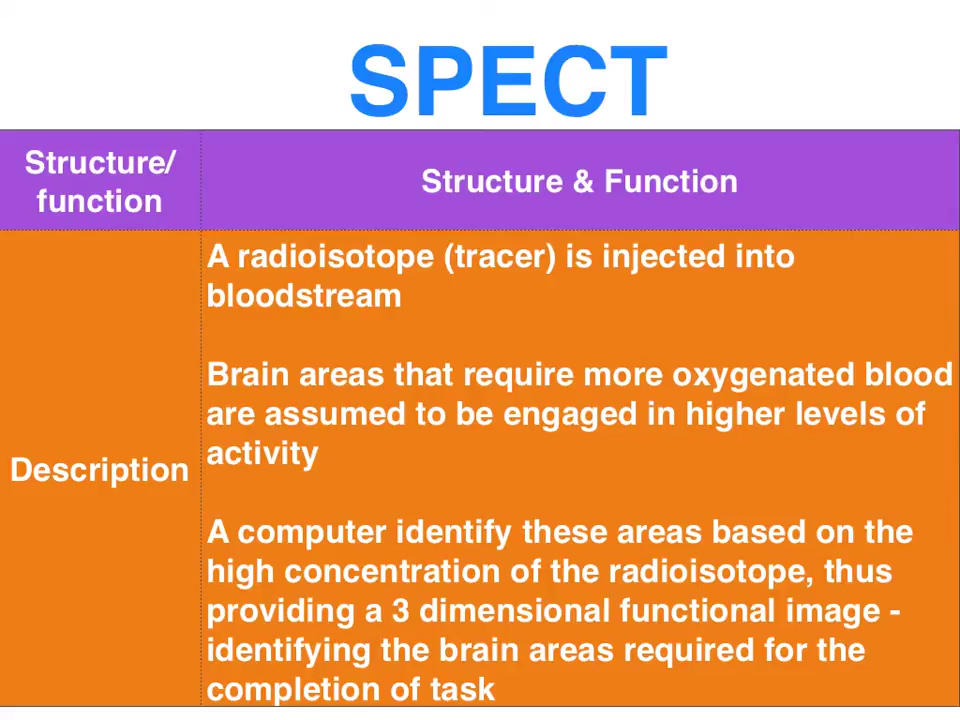 SPECT
Structure/
function
Structure & Function
Description
A radioisotope (tracer) is injected into
bloodstream
Brain areas that require more oxygenated blood
are assumed to be engaged in higher levels of
activity
A computer identify these areas based on the
high concentration of the radioisotope, thus
providing a 3 dimensional functional image -
identifying the brain areas required for the
completion of task